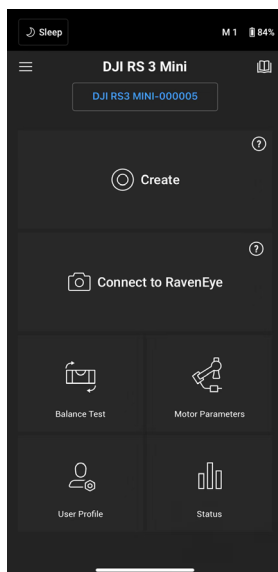 Sleep
M 1
84%
DJI RS 3 Mini
DJI RS3 MINI-000005
?
Create
?
Connect to RavenEye
Balance Test
Motor Parameters
User Profile
Status